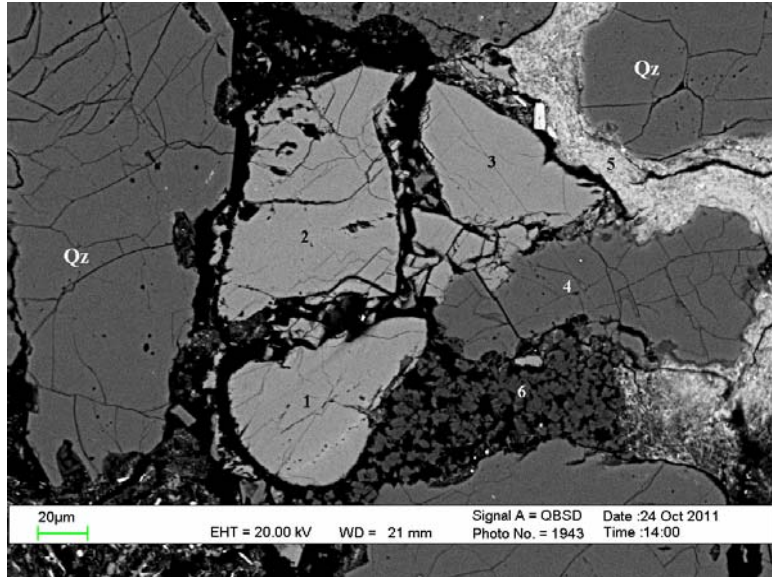 Qz
3
5
2
Qz
4
1
6
20µm
EHT = 20.00 kV
WD = 21 mm
Signal A = QBSD
Photo No. = 1943
Date :24 Oct 2011
Time :14:00